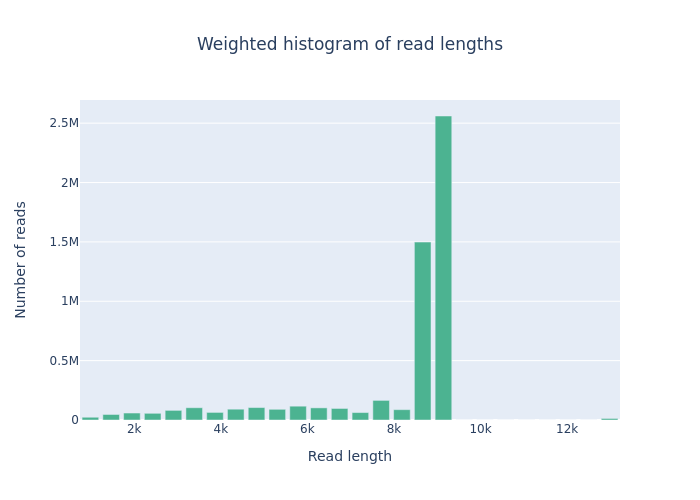 Weighted histogram of read lengths
2.5M
2M
1.5M
1M
0.5M
0
Number of reads
2k 4k 6k 8k 10k 12k
Read length